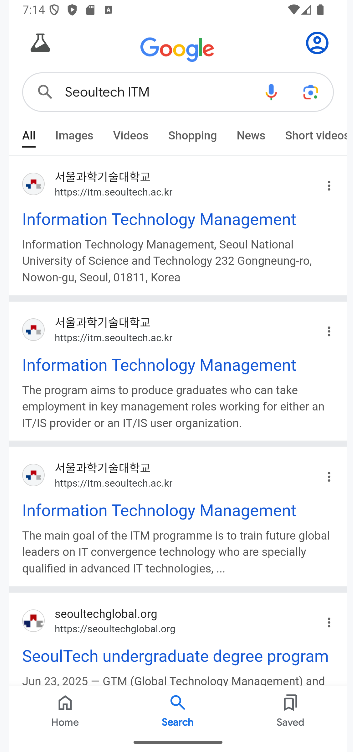 7:14
Google
Seoultech ITM
All Images Videos Shopping News Short videos
서울과학기술대학교
https://itm.seoultech.ac.kr
Information Technology Management
Information Technology Management, Seoul National
University of Science and Technology 232 Gongneung-ro,
Nowon-gu, Seoul, 01811, Korea
서울과학기술대학교
https://itm.seoultech.ac.kr
Information Technology Management
The program aims to produce graduates who can take
employment in key management roles working for either an
IT/IS provider or an IT/IS user organization.
서울과학기술대학교
https://itm.seoultech.ac.kr
Information Technology Management
The main goal of the ITM programme is to train future global
leaders on IT convergence technology who are specially
qualified in advanced IT technologies, ...
seoultechglobal.org
https://seoultechglobal.org
SeoulTech undergraduate degree program
Jun 23, 2025 — GTM (Global Technology Management) and
Home Search Saved